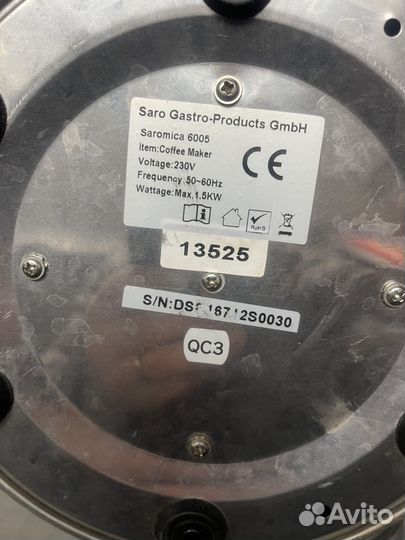 Saro Gastro-Products GmbH
Saromica 6005
Item:Coffee Maker
Voltage:230V
Frequency:50~60Hz
Wattage:Max.1.5KW
CE
RoHS
13525
QC3
Avito